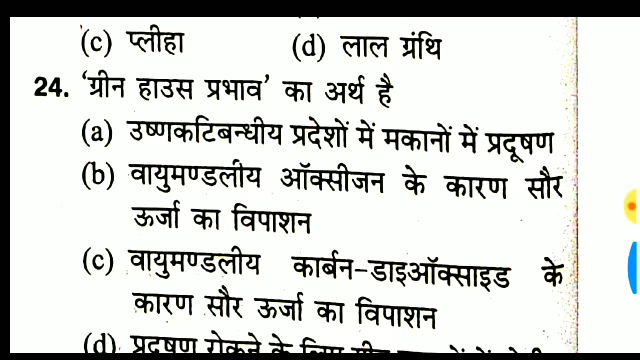 (c) प्लीहा (d) लाल ग्रंथि
24. 'ग्रीन हाउस प्रभाव' का अर्थ है
(a) उष्णकटिबन्धीय प्रदेशों में मकानों में प्रदूषण
(b) वायुमण्डलीय ऑक्सीजन के कारण सौर
ऊर्जा का विपाशन
(c) वायुमण्डलीय कार्बन-डाइऑक्साइड के
कारण सौर ऊर्जा का विपाशन
(d) प्रदूषण रोकने के लिए